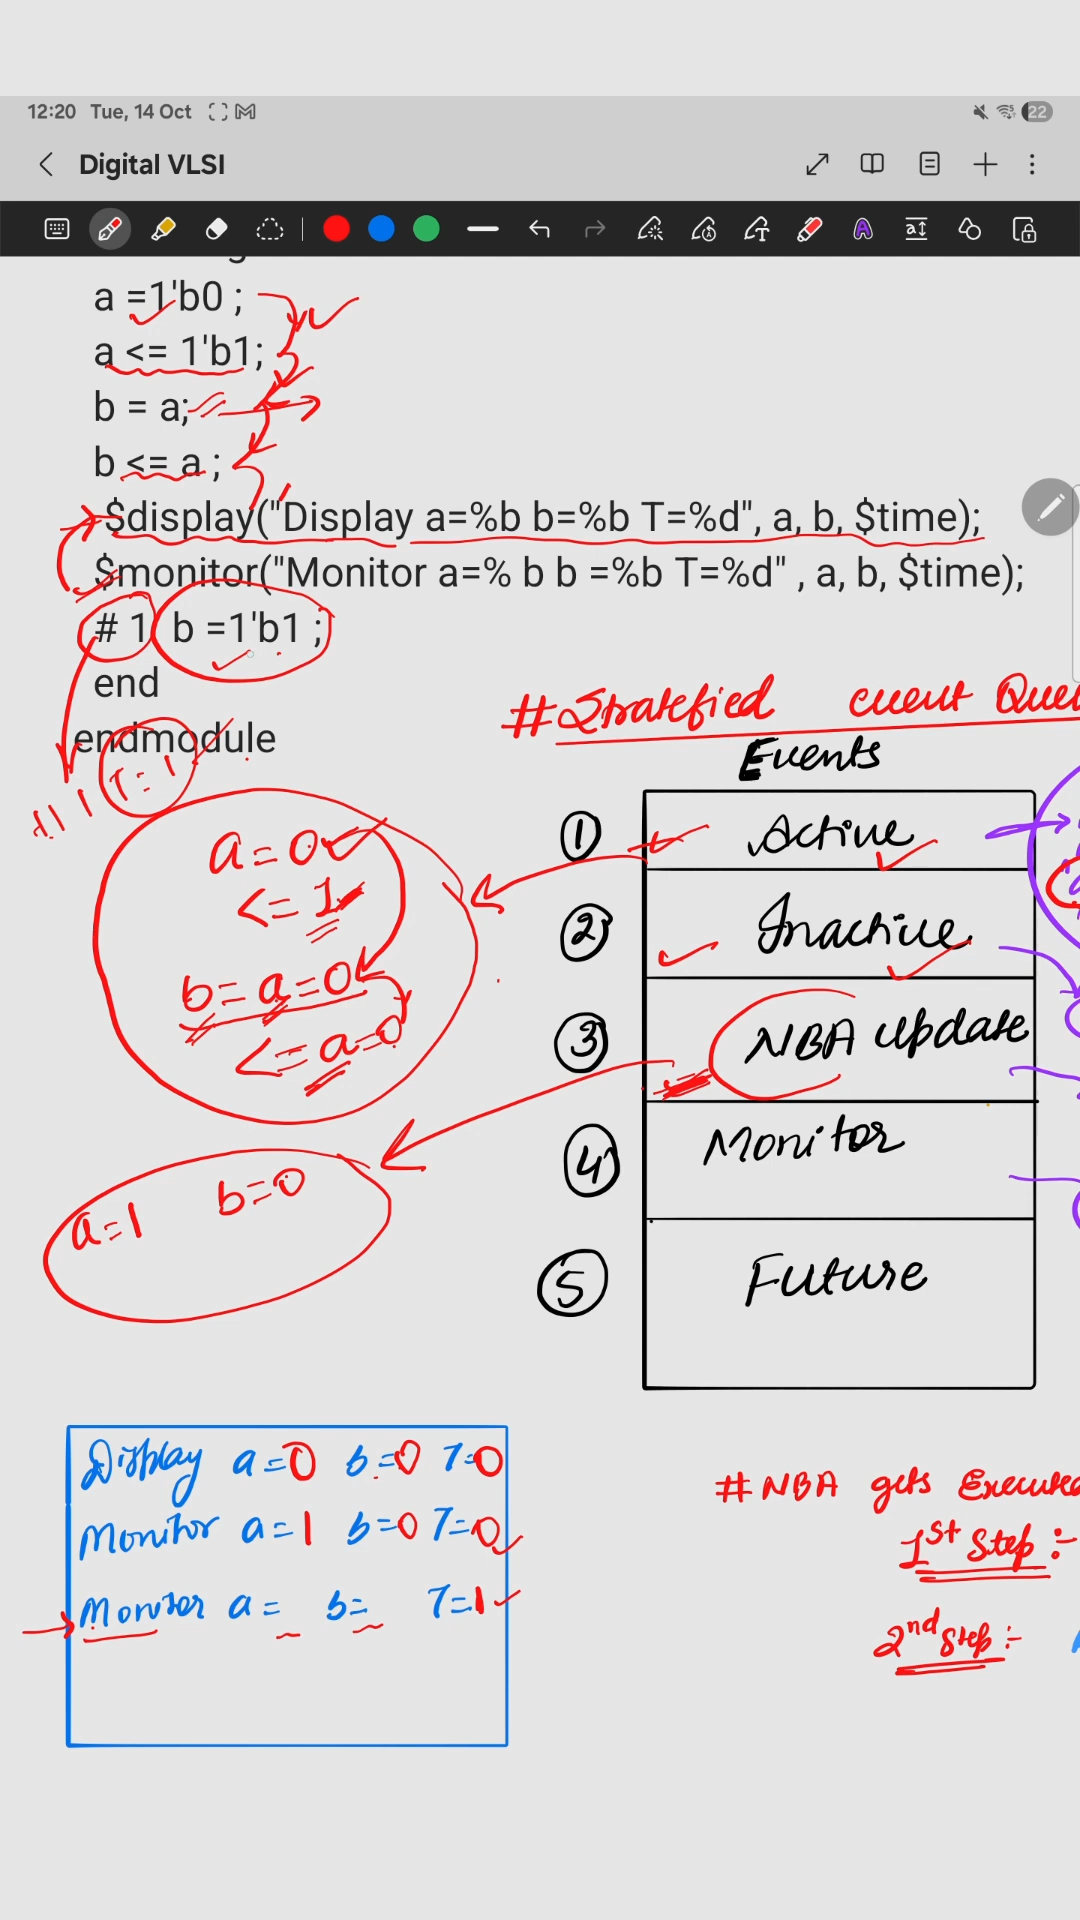 12:20 Tue, 14 Oct
22
Digital VLSI
a =1'b0 ;
a <= 1'b1;
b = a;
b <= a ;
$display("Display a=%b b=%b T=%d", a, b, $time);
$monitor("Monitor a=% b b =%b T=%d" , a, b, $time);
# 1 b =1'b1 ;
end
endmodule
T=1
#Stratefied event Que
Events
① Active
② Inactive
③ NBA update
④ Monitor
⑤ Future
a=0
<= 1
b=a=0
<=a=0
a=1 b=0
Display a=0 b=0 T=0
Monitor a=1 b=0 T=0
Monitor a= b= T=1
#NBA gets Execute
1st Step :-
2nd Step :-